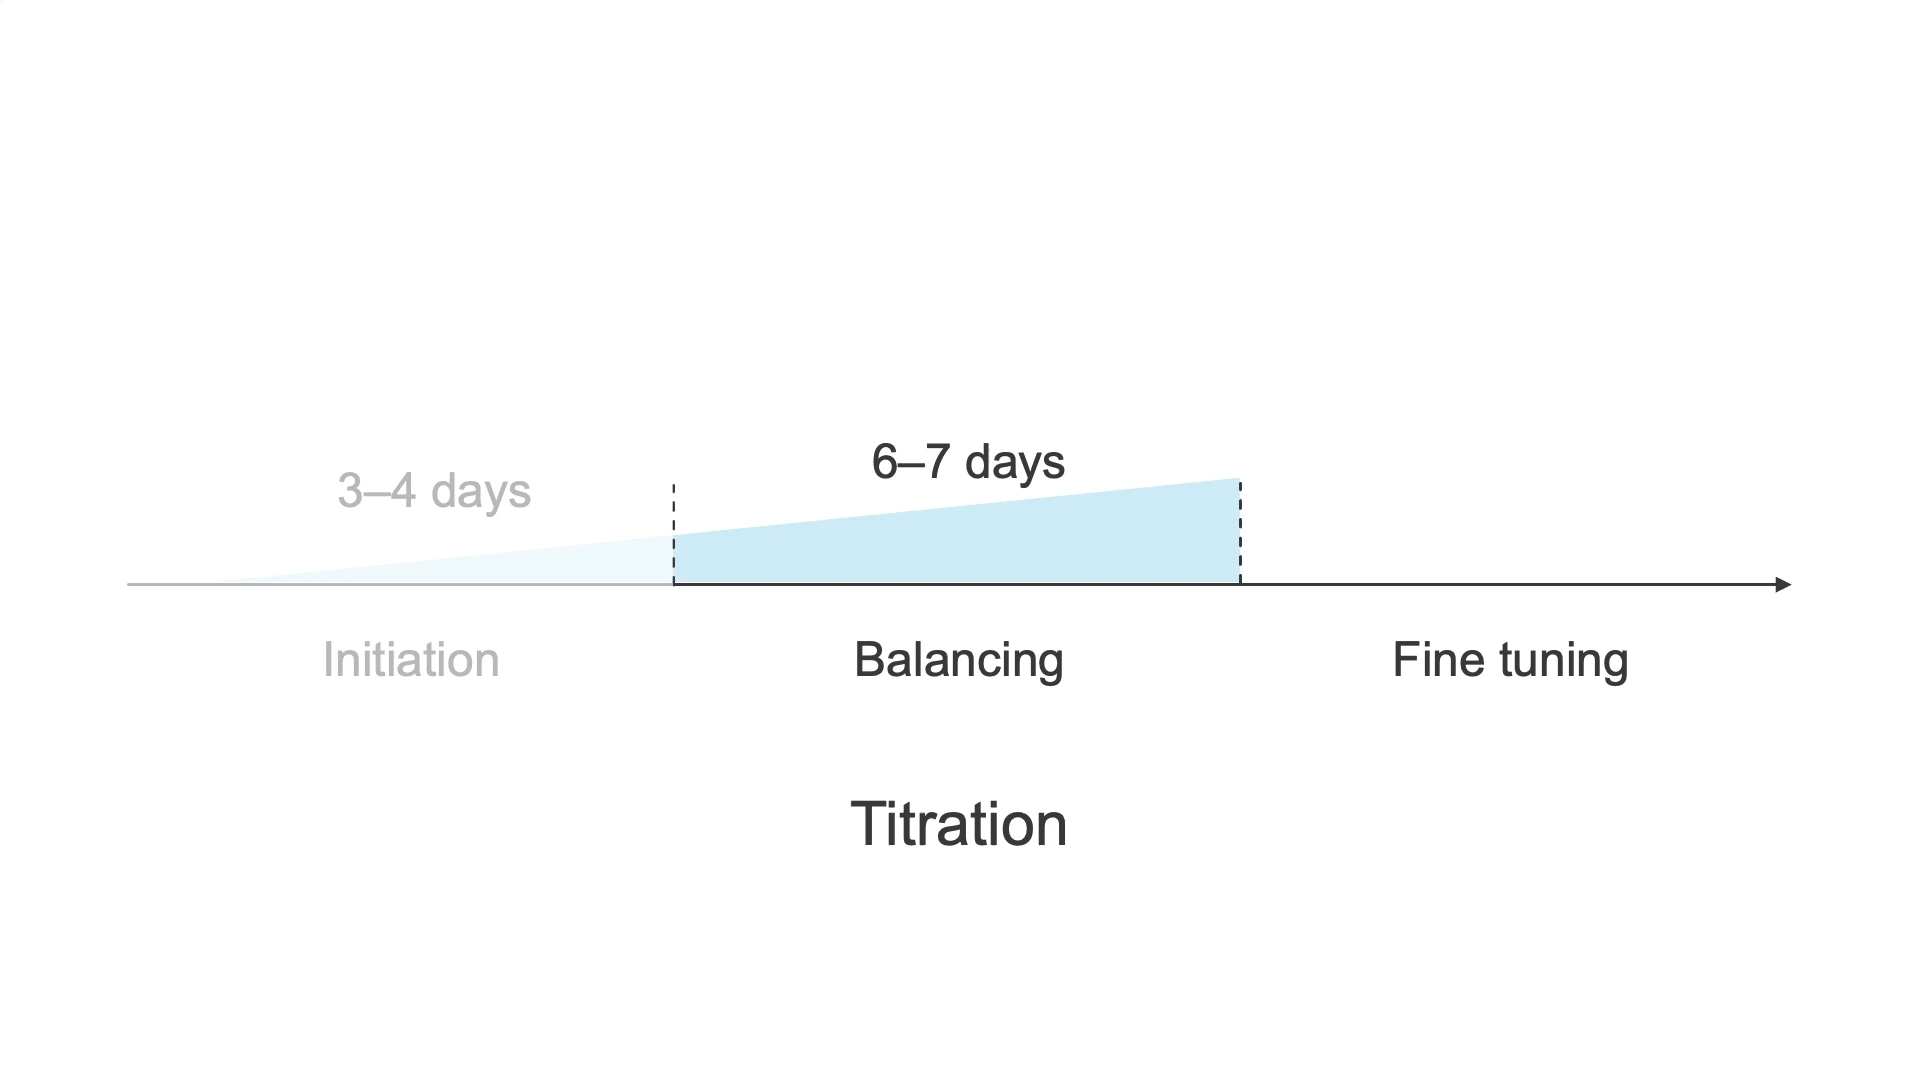 3–4 days
6–7 days
Initiation
Balancing
Fine tuning
Titration